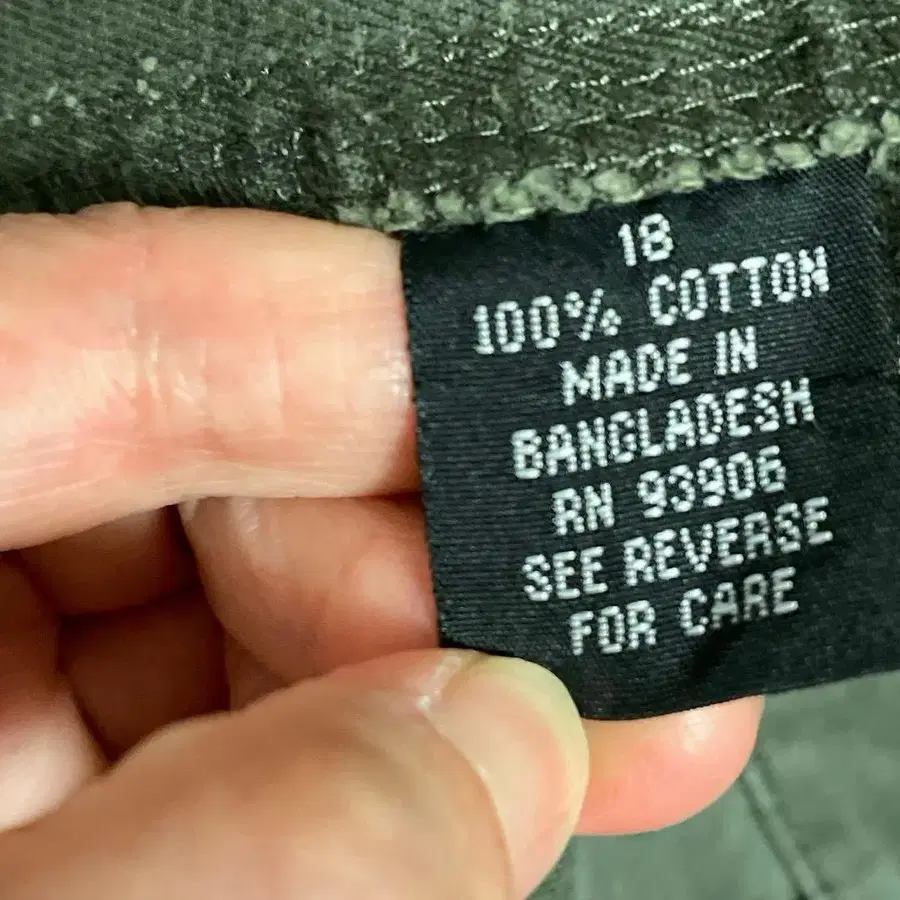 18
100% COTTON
MADE IN
BANGLADESH
RN 93906
SEE REVERSE
FOR CARE